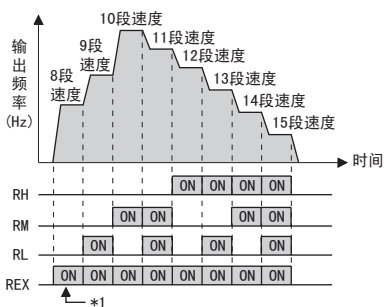 输出频率(Hz)
8段速度
9段速度
10段速度
11段速度
12段速度
13段速度
14段速度
15段速度
时间
RH ON ON ON ON
RM ON ON ON ON
RL ON ON ON ON
REX ON ON ON ON ON ON ON ON
*1